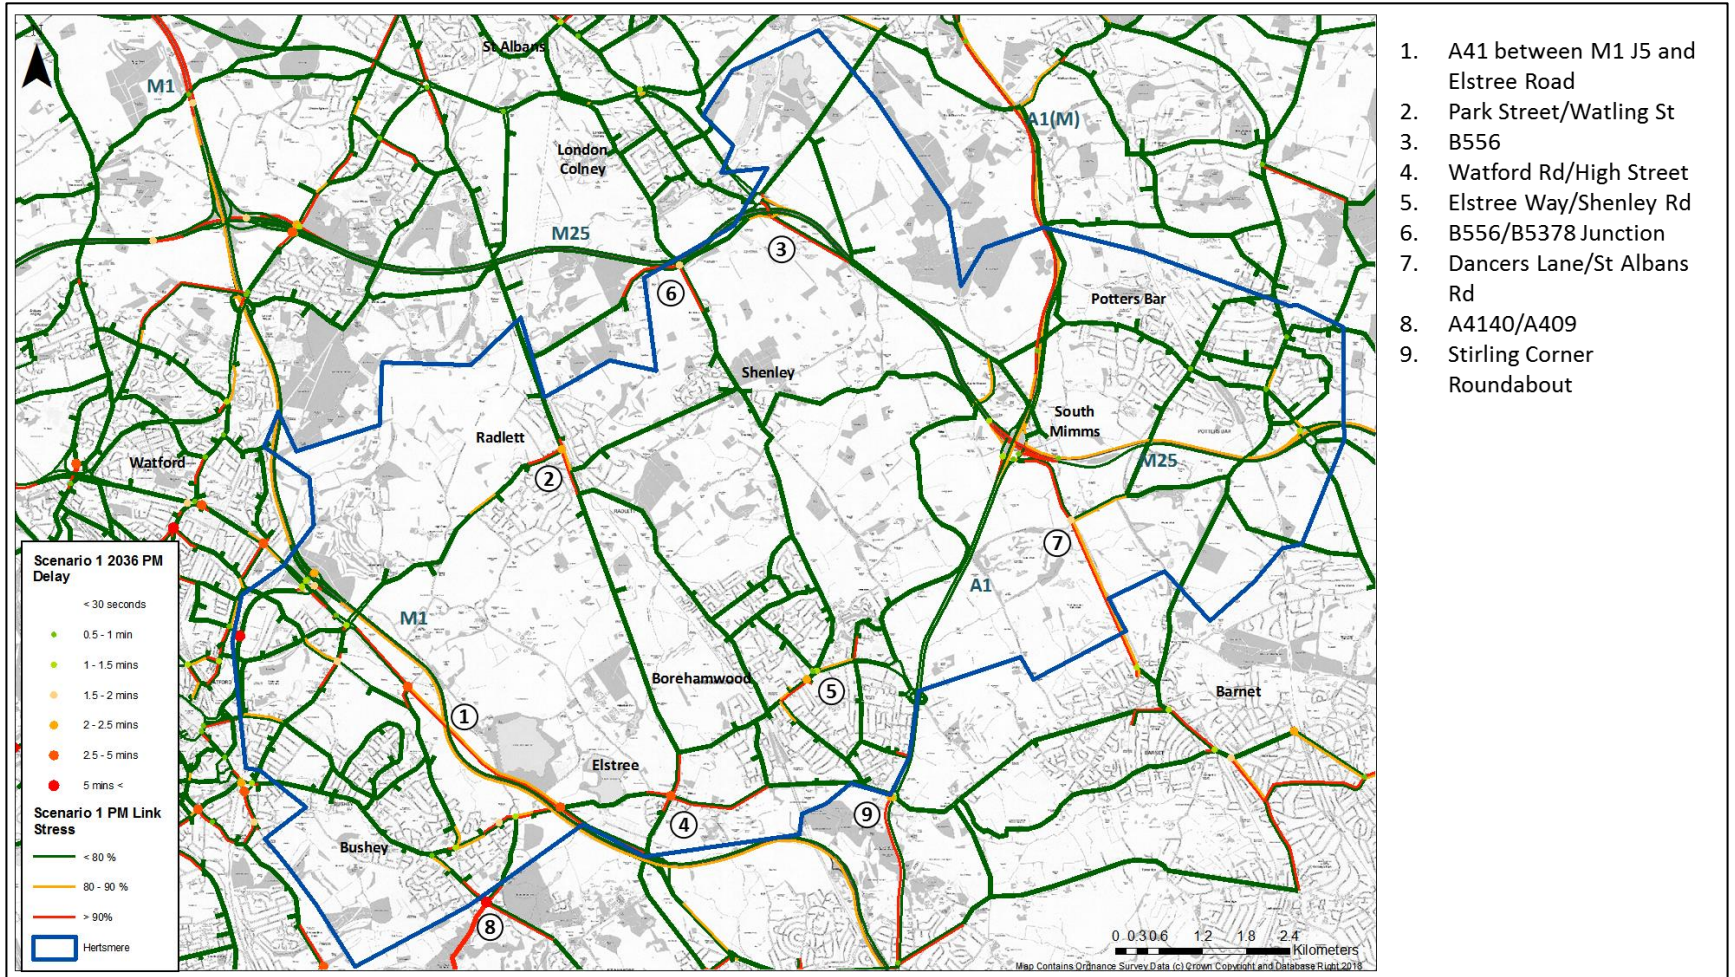 St Albans
M1
A1(M)
London
Colney
M25
③
⑥
Potters Bar
Shenley
South
Mimms
Radlett
POTTERS BAR
Watford
M25
②
RADLETT
⑦
A1
M1
Borehamwood
⑤
Barnet
①
Elstree
BARNET
④
⑨
Bushey
⑧
Scenario 1 2036 PM
Delay
< 30 seconds
0.5 - 1 min
1 - 1.5 mins
1.5 - 2 mins
2 - 2.5 mins
2.5 - 5 mins
5 mins <
Scenario 1 PM Link
Stress
< 80 %
80 - 90 %
> 90%
Hertsmere
0 0.3 0.6 1.2 1.8 2.4
Kilometers
Map Contains Ordnance Survey Data (c) Crown Copyright and Database Right 2018
1. A41 between M1 J5 and
Elstree Road
2. Park Street/Watling St
3. B556
4. Watford Rd/High Street
5. Elstree Way/Shenley Rd
6. B556/B5378 Junction
7. Dancers Lane/St Albans
Rd
8. A4140/A409
9. Stirling Corner
Roundabout